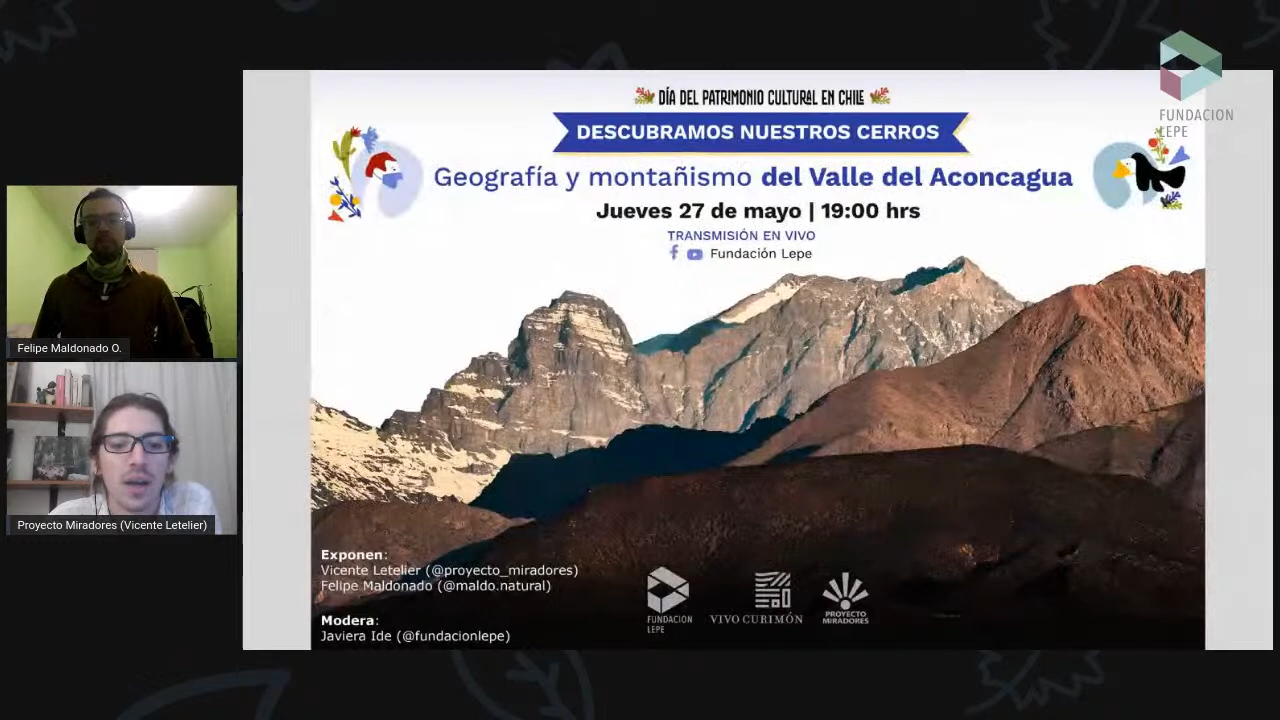 FUNDACION
LEPE
DÍA DEL PATRIMONIO CULTURAL EN CHILE
DESCUBRAMOS NUESTROS CERROS
Geografía y montañismo del Valle del Aconcagua
Jueves 27 de mayo | 19:00 hrs
TRANSMISIÓN EN VIVO
Fundación Lepe
Felipe Maldonado O.
Proyecto Miradores (Vicente Letelier)
Exponen:
Vicente Letelier (@proyecto_miradores)
Felipe Maldonado (@maldo.natural)
Modera:
Javiera Ide (@fundacionlepe)
FUNDACION
LEPE
VIVO CURIMÓN
PROYECTO
MIRADORES